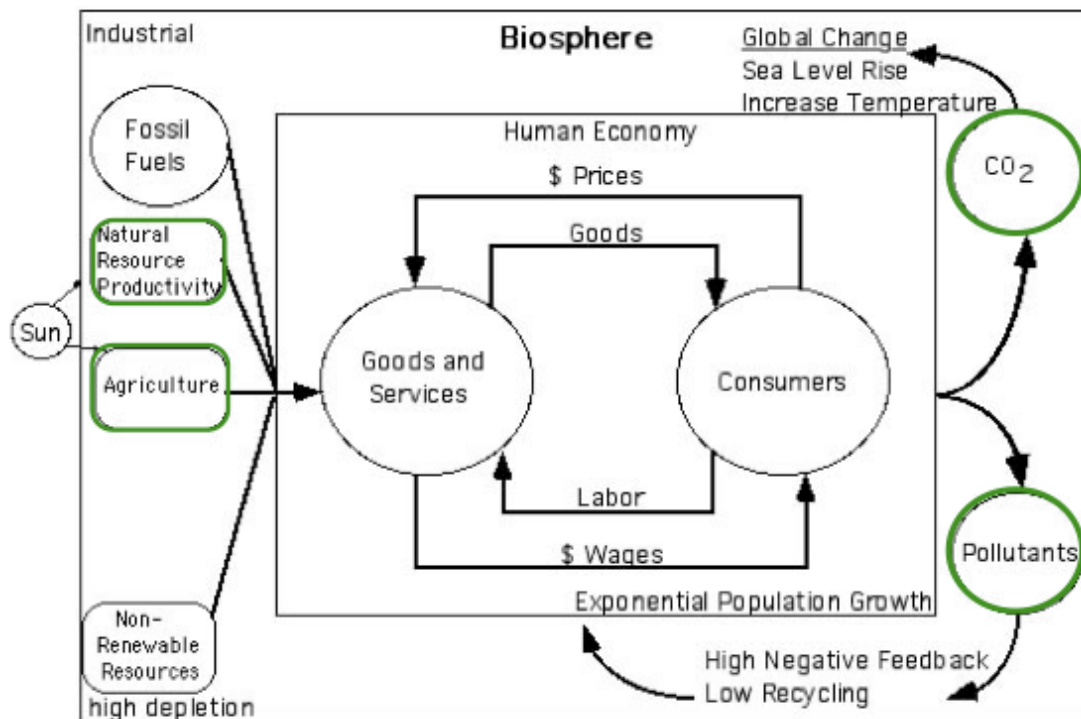 Industrial
Biosphere
Global Change
Sea Level Rise
Increase Temperature
Fossil
Fuels
Human Economy
CO2
$ Prices
Natural
Resource
Productivity
Goods
Sun
Goods and
Services
Consumers
Agriculture
Labor
$ Wages
Pollutants
Exponential Population Growth
Non-
Renewable
Resources
High Negative Feedback
Low Recycling
high depletion